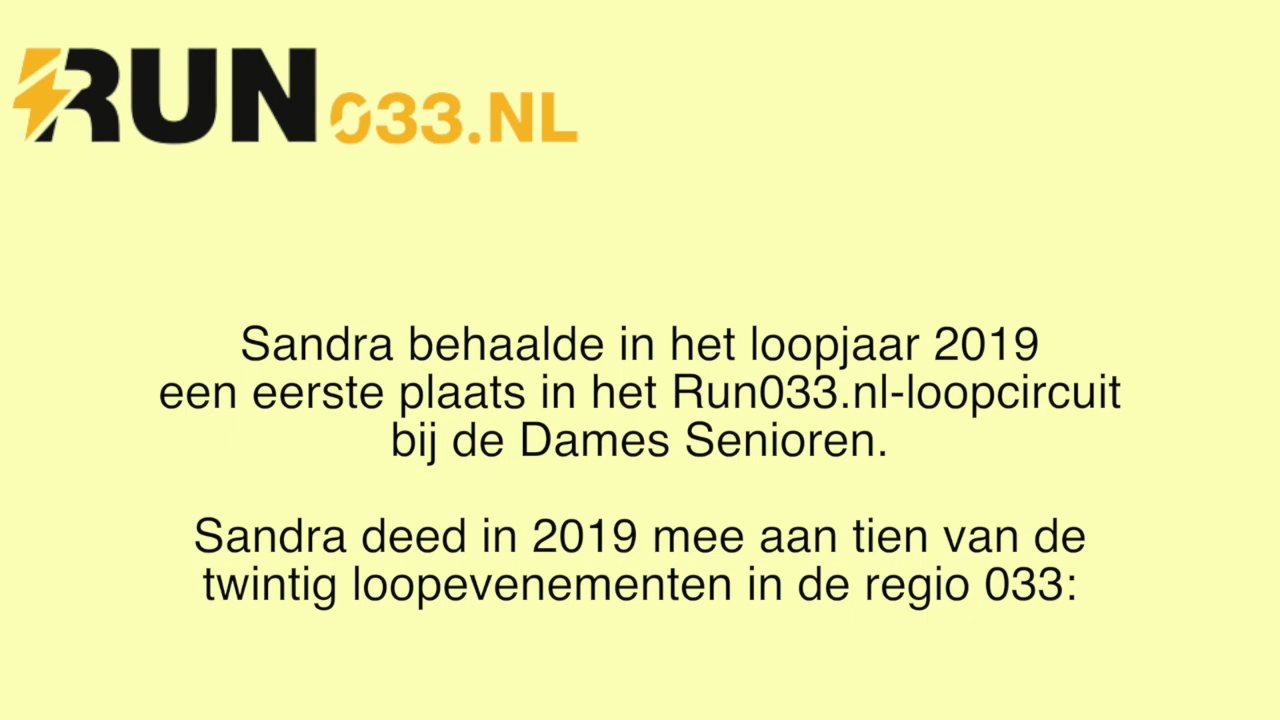 RUN033.NL
Sandra behaalde in het loopjaar 2019
een eerste plaats in het Run033.nl-loopcircuit
bij de Dames Senioren.
Sandra deed in 2019 mee aan tien van de
twintig loopevenementen in de regio 033: